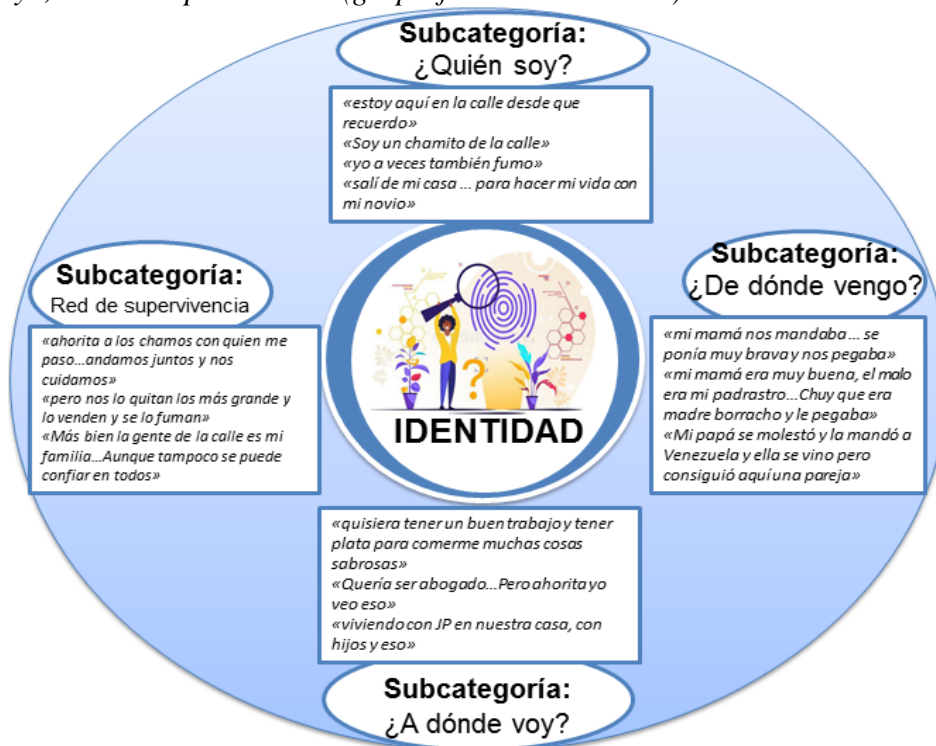 Subcategoría:
¿Quién soy?
«estoy aquí en la calle desde que
recuerdo»
«Soy un chamito de la calle»
«yo a veces también fumo»
«salí de mi casa ... para hacer mi vida con
mi novio»
Subcategoría:
Red de supervivencia
«ahorita a los chamos con quien me
paso...andamos juntos y nos
cuidamos»
«pero nos lo quitan los más grande y
lo venden y se lo fuman»
«Más bien la gente de la calle es mi
familia...Aunque tampoco se puede
confiar en todos»
IDENTIDAD
Subcategoría:
¿De dónde vengo?
«mi mamá nos mandaba ... se
ponía muy brava y nos pegaba»
«mi mamá era muy buena, el malo
era mi padrastro...Chuy que era
madre borracho y le pegaba»
«Mi papá se molestó y la mandó a
Venezuela y ella se vino pero
consiguió aquí una pareja»
«quisiera tener un buen trabajo y tener
plata para comerme muchas cosas
sabrosas»
«Quería ser abogado...Pero ahorita yo
veo eso»
«viviendo con JP en nuestra casa, con
hijos y eso»
Subcategoría:
¿A dónde voy?